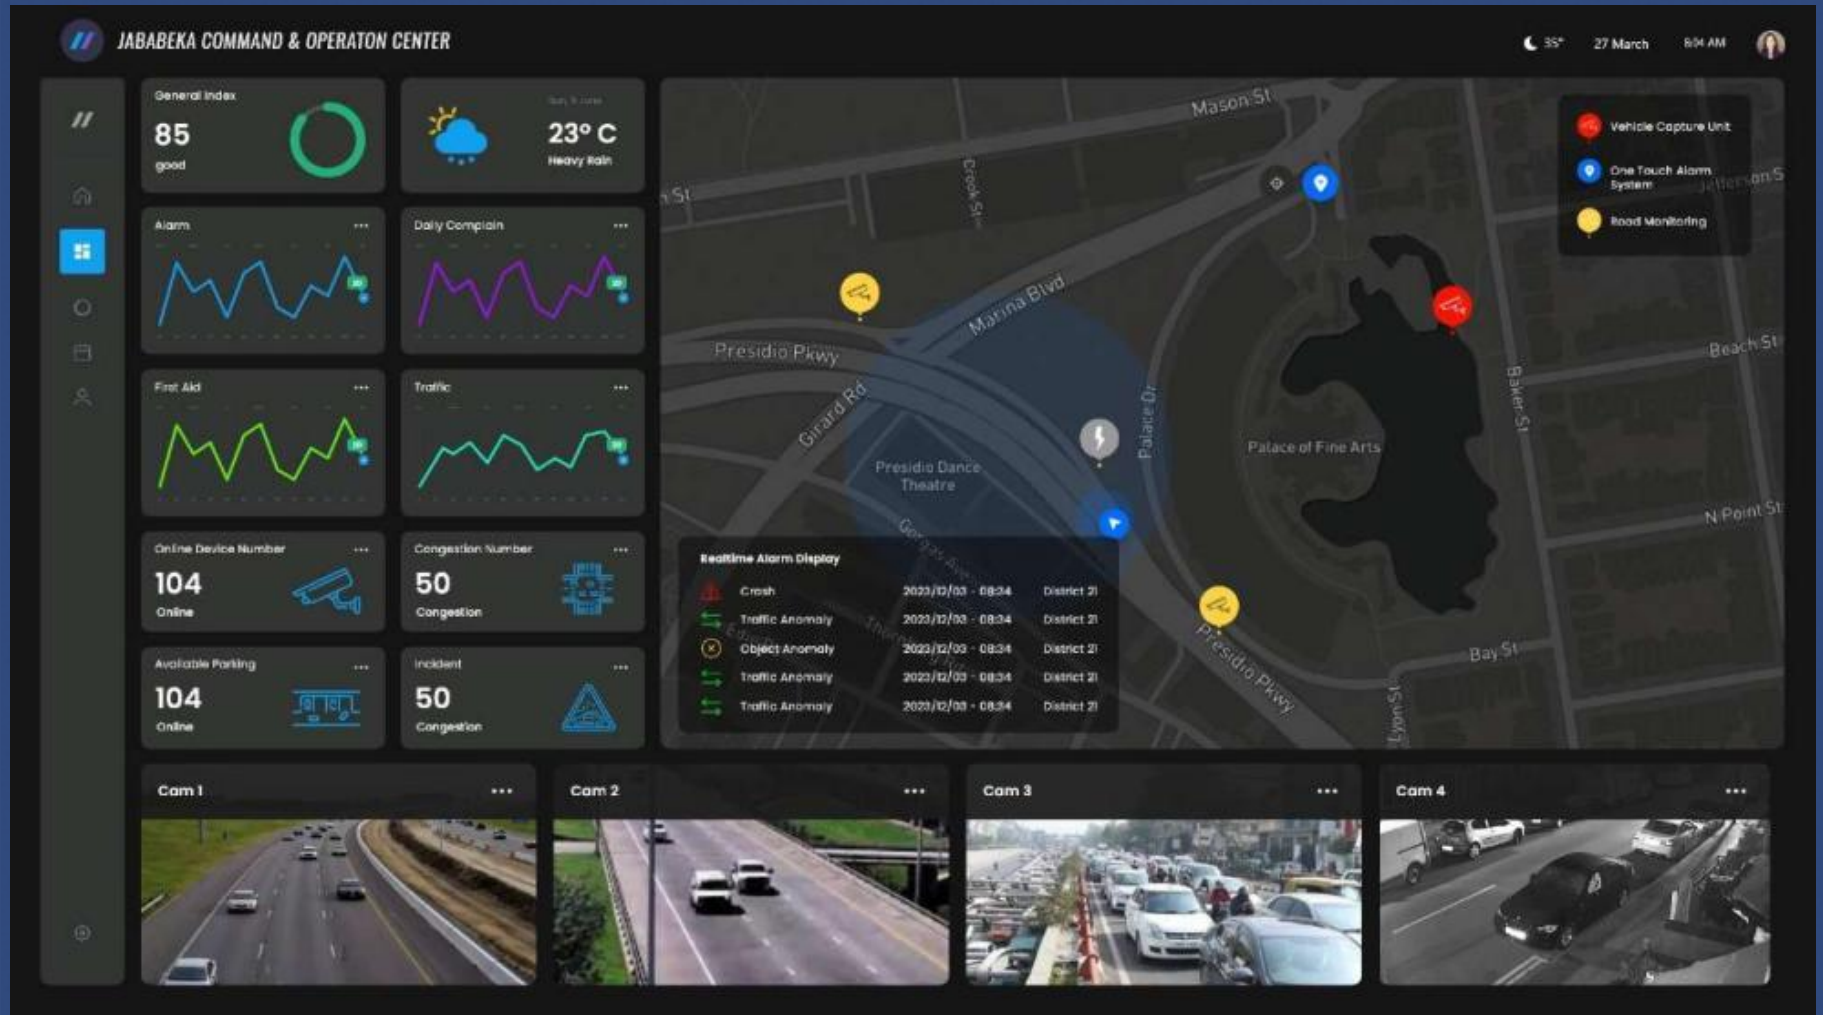 JABABEKA COMMAND & OPERATON CENTER
35°
27 March
8:04 AM
General Index
85
good
23° C
Heavy Rain
Alarm
Daily Complain
First Aid
Traffic
Online Device Number
104
Online
Congestion Number
50
Congestion
Available Parking
104
Online
Incident
50
Congestion
Mason St
Crook St
n St
Marina Blvd
Presidio Pkwy
Girard Rd
Palace Dr
Presidio Dance
Theatre
Palace of Fine Arts
Baker St
Beach St
Jefferson S
N Point St
Bay St
Lyon St
Presidio Pkwy
Vehicle Capture Unit
One Touch Alarm
System
Road Monitoring
Realtime Alarm Display
Crash 2023/12/03 - 08:34 District 21
Traffic Anomaly 2023/12/03 - 08:34 District 21
Object Anomaly 2023/12/03 - 08:34 District 21
Traffic Anomaly 2023/12/03 - 08:34 District 21
Traffic Anomaly 2023/12/03 - 08:34 District 21
Cam 1
Cam 2
Cam 3
Cam 4